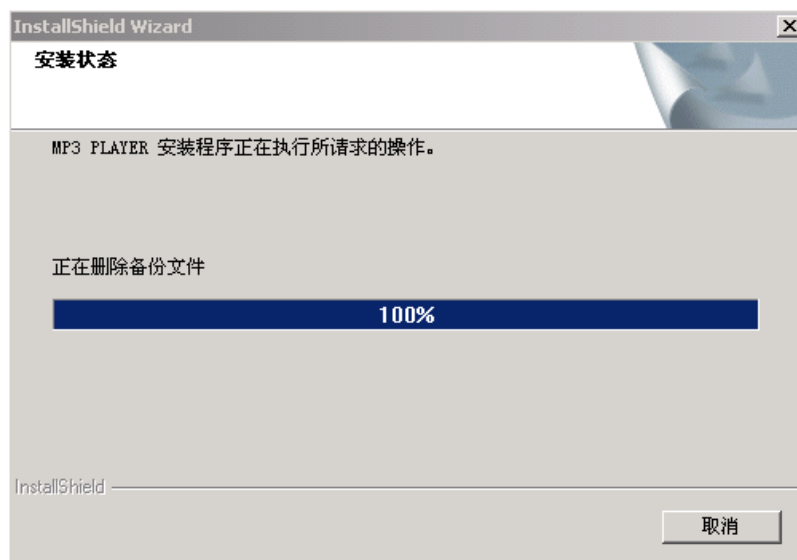 InstallShield Wizard
安装状态
MP3 PLAYER 安装程序正在执行所请求的操作。
正在删除备份文件
100%
InstallShield
取消